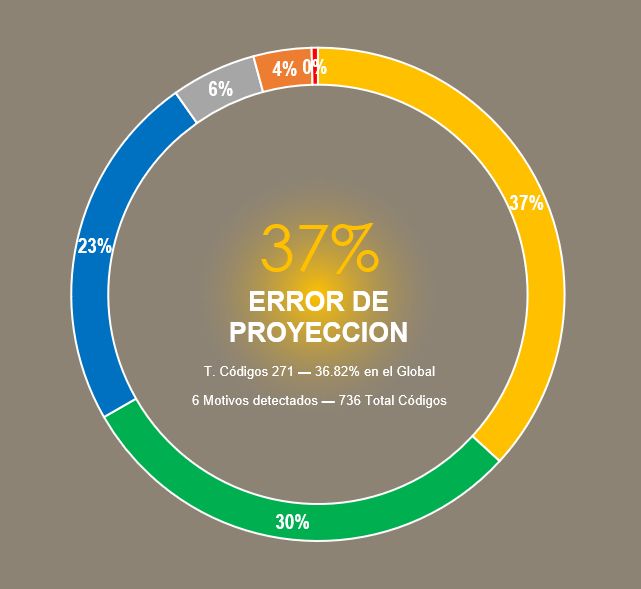 4% 0%
6%
37%
23%
37%
ERROR DE
PROYECCION
T. Códigos 271 — 36.82% en el Global
6 Motivos detectados — 736 Total Códigos
30%